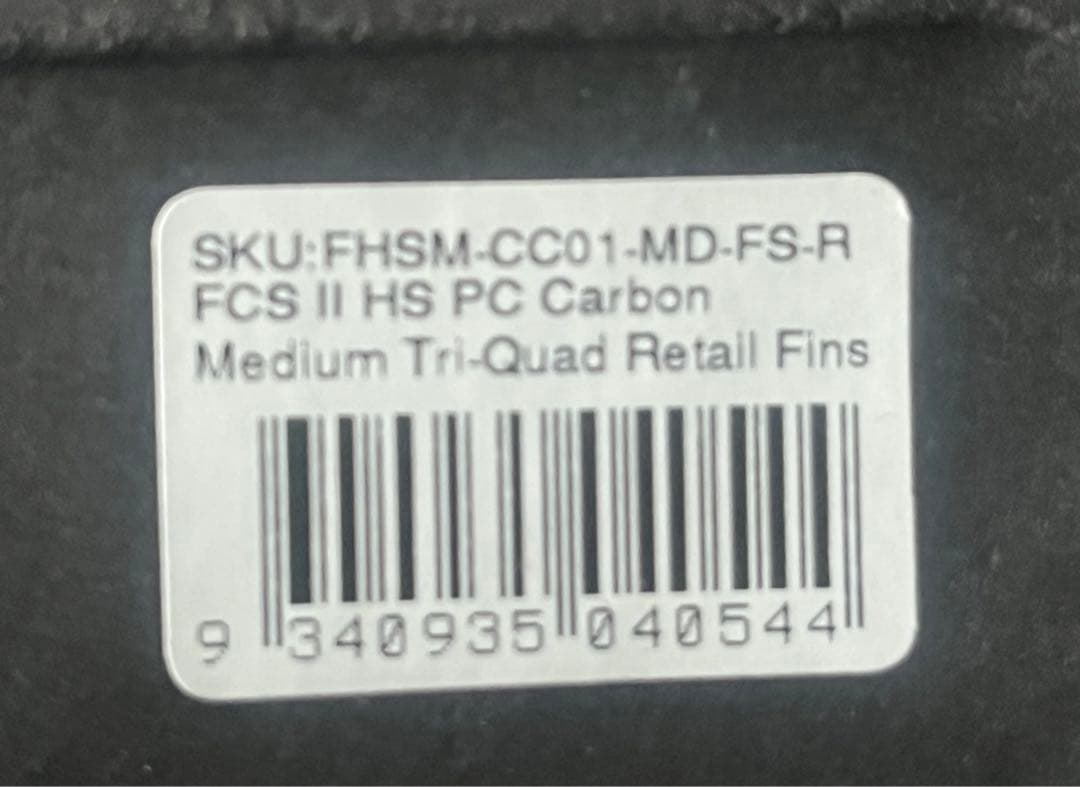 SKU:FHSM-CC01-MD-FS-R
FCS II HS PC Carbon
Medium Tri-Quad Retail Fins
9 340935 040544